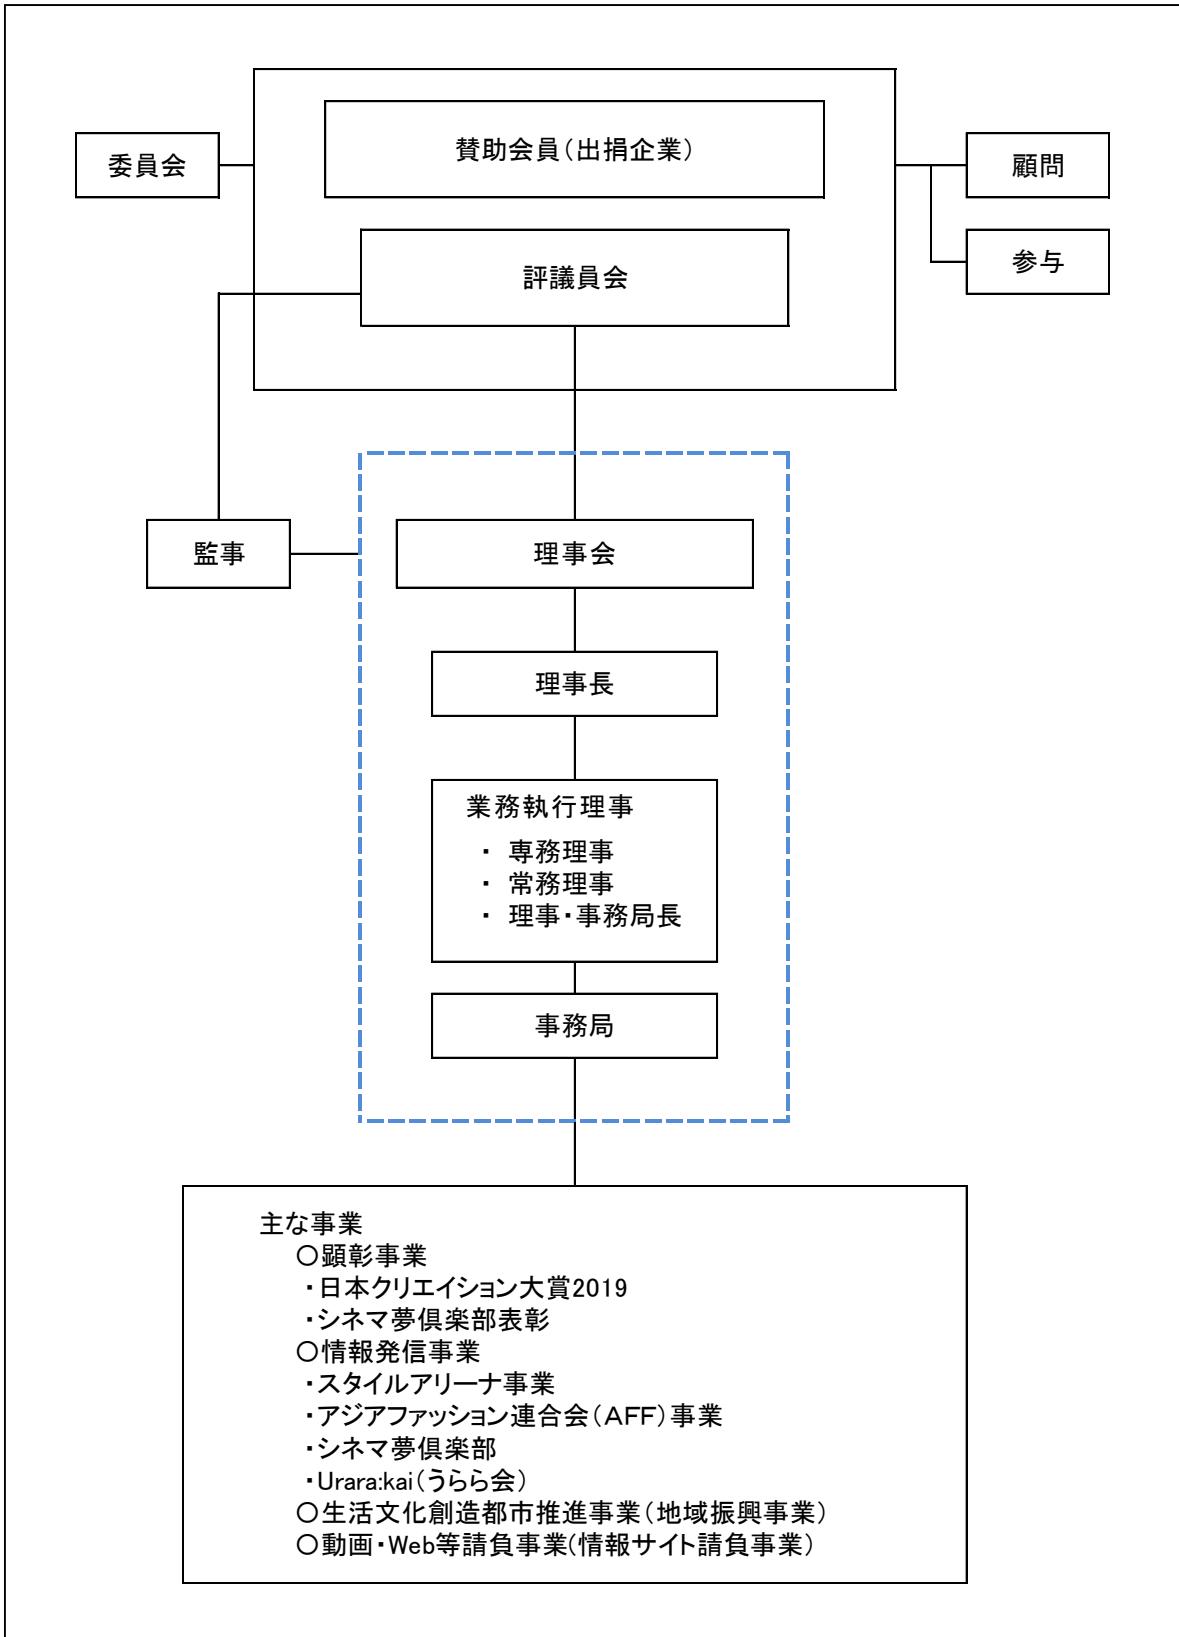 賛助会員（出捐企業）
委員会
顧問
評議員会
参与
監事
理事会
理事長
業務執行理事
・ 専務理事
・ 常務理事
・ 理事・事務局長
事務局
主な事業
○顕彰事業
・日本クリエイション大賞2019
・シネマ夢倶楽部表彰
○情報発信事業
・スタイルアリーナ事業
・アジアファッション連合会（AFF）事業
・シネマ夢倶楽部
・Urara:kai（うらら会）
○生活文化創造都市推進事業（地域振興事業）
○動画・Web等請負事業(情報サイト請負事業）